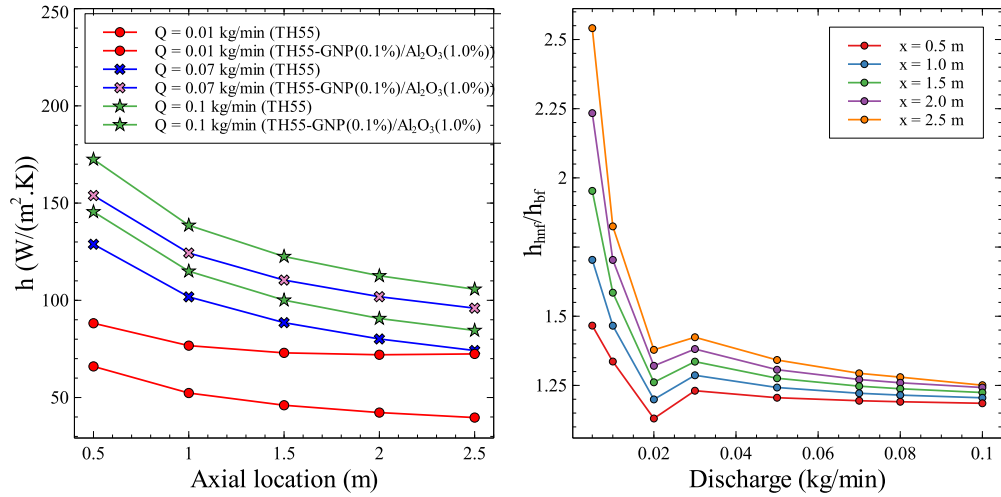 250
200
150
100
50
h (W/(m².K))
Q = 0.01 kg/min (TH55)
Q = 0.01 kg/min (TH55-GNP(0.1%)/Al₂O₃(1.0%))
Q = 0.07 kg/min (TH55)
Q = 0.07 kg/min (TH55-GNP(0.1%)/Al₂O₃(1.0%))
Q = 0.1 kg/min (TH55)
Q = 0.1 kg/min (TH55-GNP(0.1%)/Al₂O₃(1.0%)
0.5 1 1.5 2 2.5
Axial location (m)
2.5
2.25
2
1.5
1.25
h_hnf/h_bf
x = 0.5 m
x = 1.0 m
x = 1.5 m
x = 2.0 m
x = 2.5 m
0.02 0.04 0.06 0.08 0.1
Discharge (kg/min)